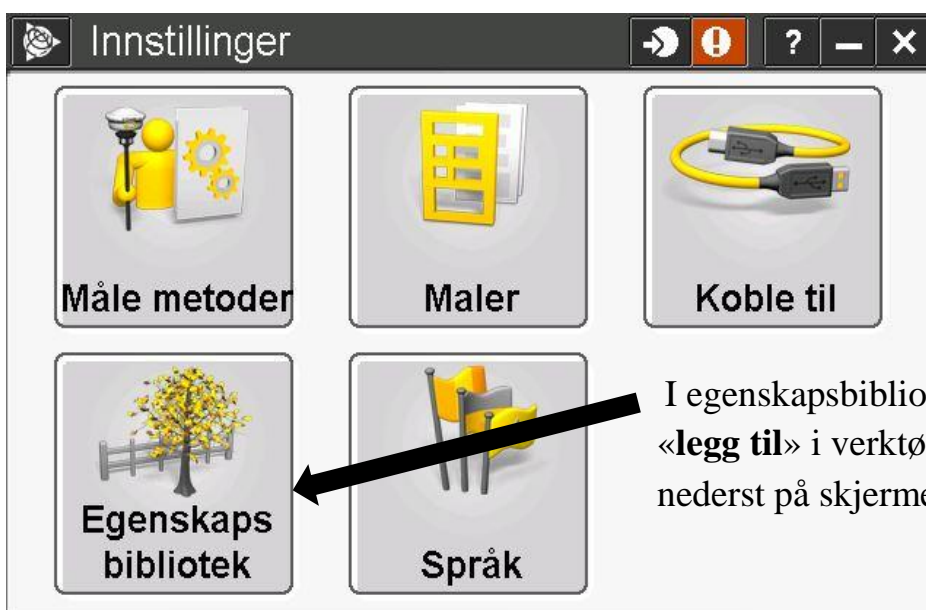 Innstillinger
?
Måle metoder
Maler
Koble til
Egenskaps
bibliotek
Språk
I egenskapsbiblio
«legg til» i verktø
nederst på skjerme